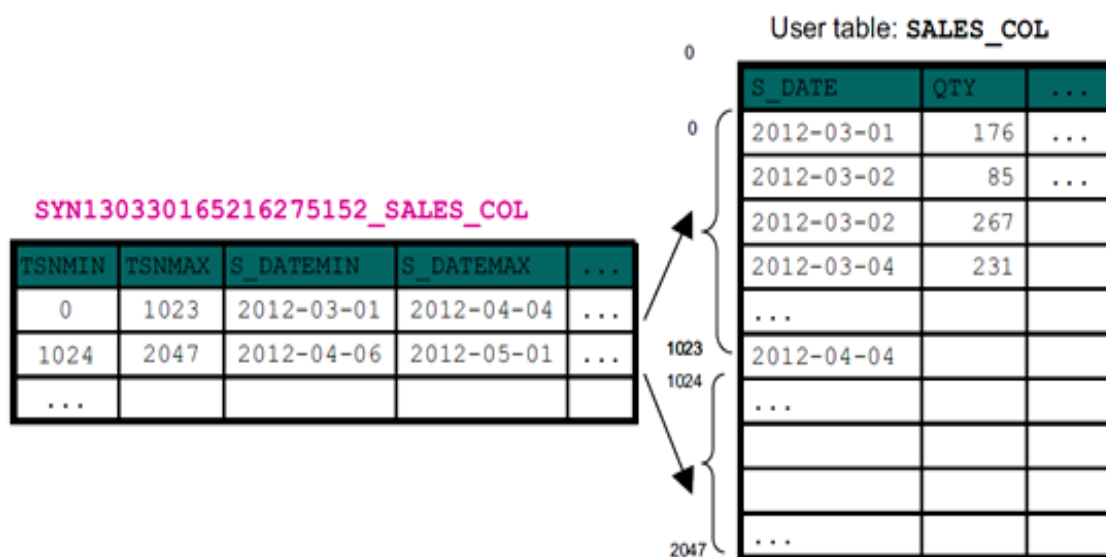 User table: SALES_COL
0
S_DATE QTY ...
0
2012-03-01 176 ...
2012-03-02 85 ...
2012-03-02 267
2012-03-04 231
...
1023 2012-04-04
1024
...
...
2047
SYN130330165216275152_SALES_COL
TSNMIN TSNMAX S_DATEMIN S_DATEMAX ...
0 1023 2012-03-01 2012-04-04 ...
1024 2047 2012-04-06 2012-05-01 ...
...